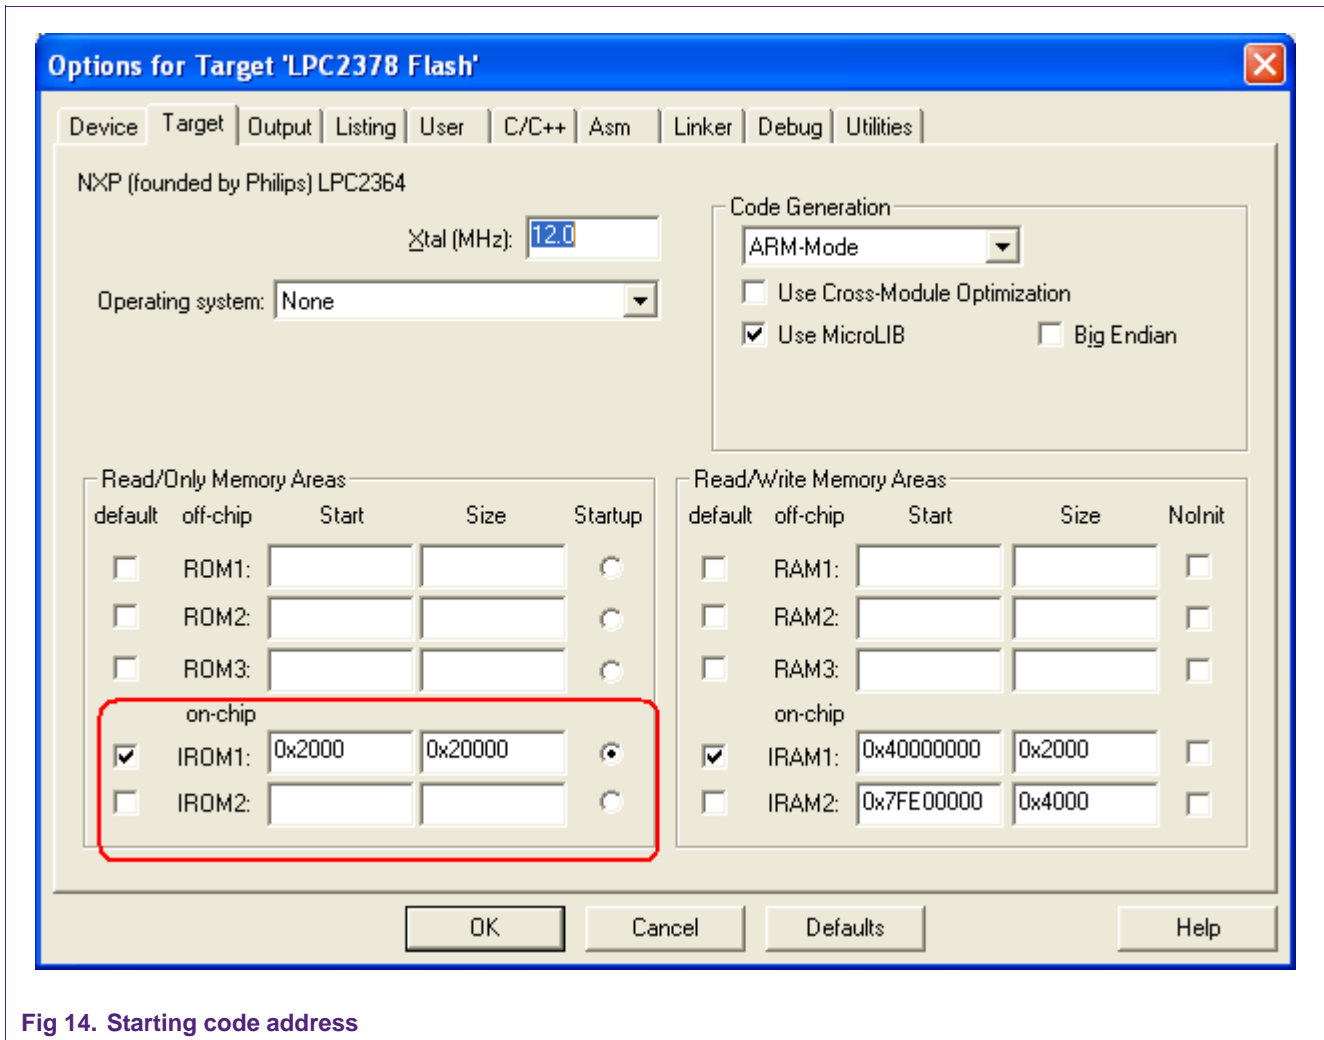 Options for Target 'LPC2378 Flash'
Device Target Output Listing User C/C++ Asm Linker Debug Utilities
NXP (founded by Philips) LPC2364
Xtal (MHz): 12.0
Operating system: None
Code Generation
ARM-Mode
Use Cross-Module Optimization
Use MicroLIB Big Endian
Read/Only Memory Areas
default off-chip Start Size Startup
ROM1:
ROM2:
ROM3:
on-chip
IROM1: 0x2000 0x20000
IROM2:
Read/Write Memory Areas
default off-chip Start Size NoInit
RAM1:
RAM2:
RAM3:
on-chip
IRAM1: 0x40000000 0x2000
IRAM2: 0x7FE00000 0x4000
OK Cancel Defaults Help
Fig 14. Starting code address